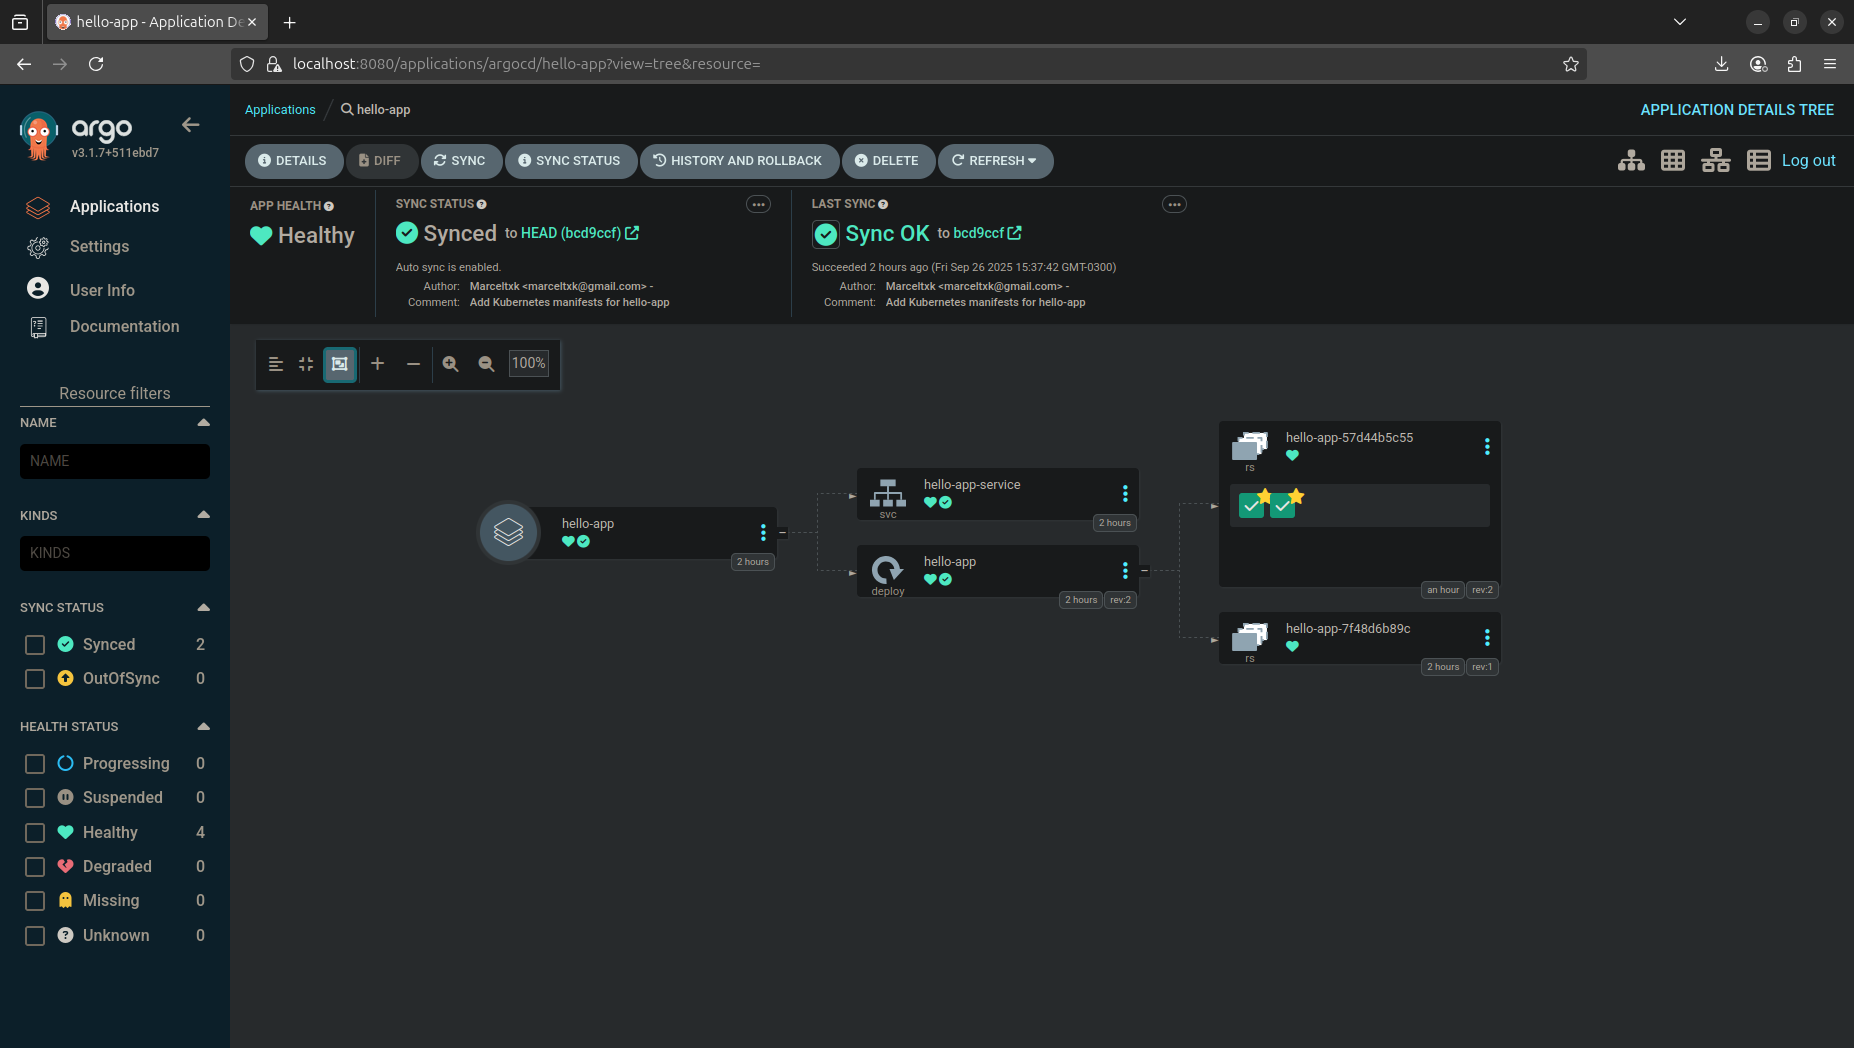 hello-app - Application De
localhost:8080/applications/argocd/hello-app?view=tree&resource=
argo
v3.1.7+511ebd7
Applications
Settings
User Info
Documentation
Resource filters
NAME
NAME
KINDS
KINDS
SYNC STATUS
Synced 2
OutOfSync 0
HEALTH STATUS
Progressing 0
Suspended 0
Healthy 4
Degraded 0
Missing 0
Unknown 0
Applications / hello-app
APPLICATION DETAILS TREE
DETAILS DIFF SYNC SYNC STATUS HISTORY AND ROLLBACK DELETE REFRESH
Log out
APP HEALTH
Healthy
SYNC STATUS
Synced to HEAD (bcd9ccf)
Auto sync is enabled.
Author: Marceltxk <marceltxk@gmail.com> -
Comment: Add Kubernetes manifests for hello-app
LAST SYNC
Sync OK to bcd9ccf
Succeeded 2 hours ago (Fri Sep 26 2025 15:37:42 GMT-0300)
Author: Marceltxk <marceltxk@gmail.com> -
Comment: Add Kubernetes manifests for hello-app
100%
hello-app
2 hours
hello-app-service
svc
2 hours
hello-app
deploy
2 hours rev:2
hello-app-57d44b5c55
rs
an hour rev:2
hello-app-7f48d6b89c
rs
2 hours rev:1